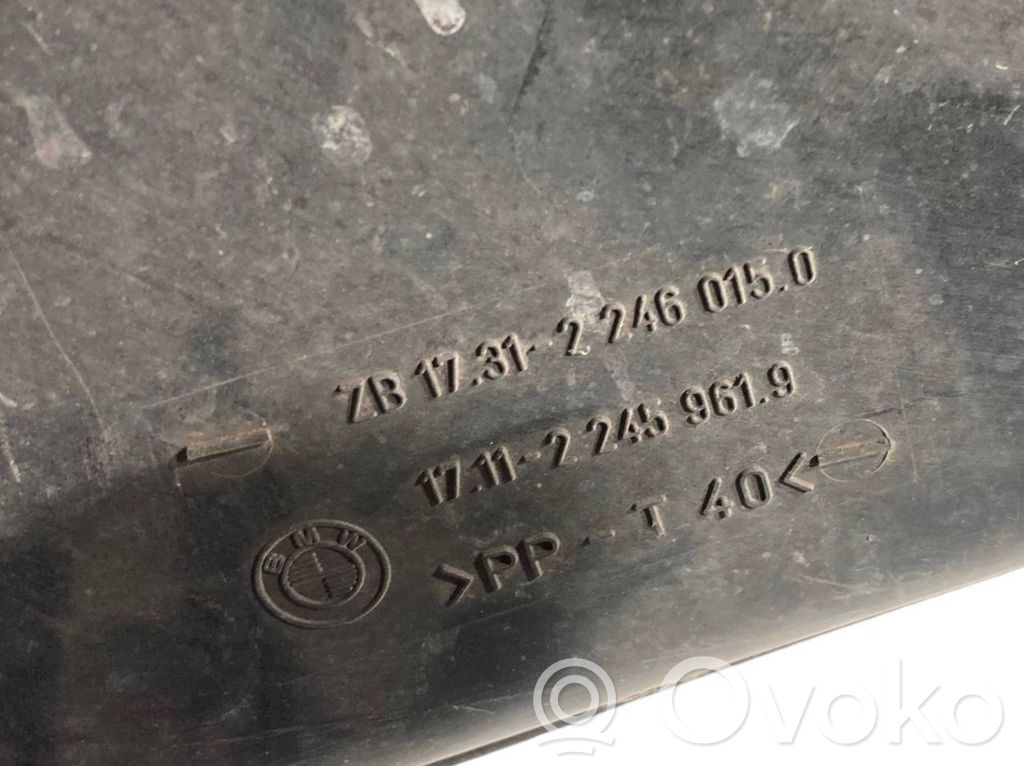 ZB 17.31-2 246 015.0
17.11-2 245 961.9
>PP-T 40<
BMW
Ovoko